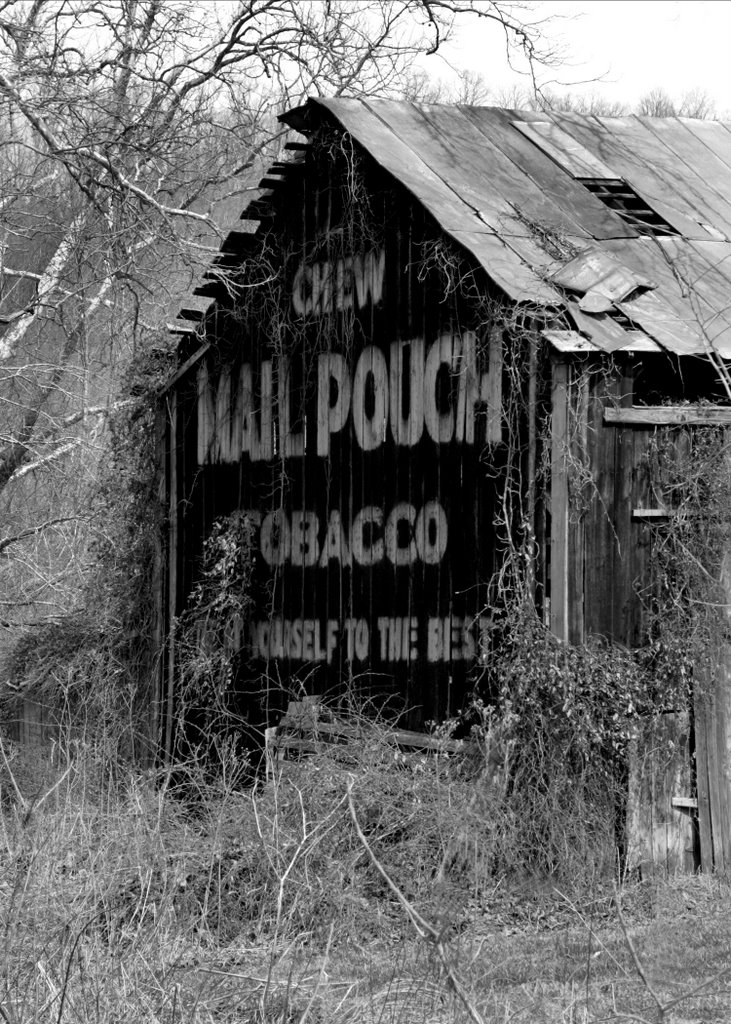 CHEW
MAIL POUCH
TOBACCO
YOURSELF TO THE BEST